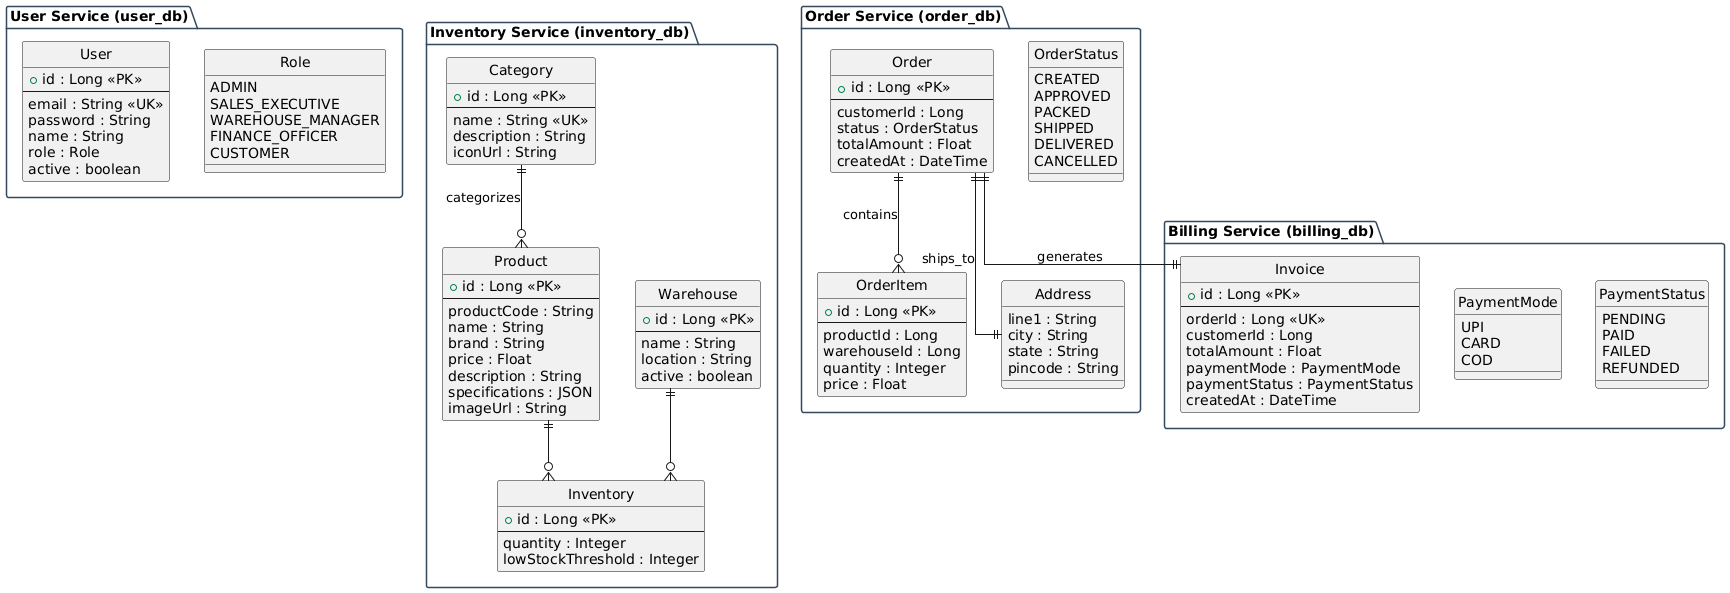 User Service (user_db)
User
id : Long «PK»
email : String «UK»
password : String
name : String
role : Role
active : boolean
Role
ADMIN
SALES_EXECUTIVE
WAREHOUSE_MANAGER
FINANCE_OFFICER
CUSTOMER
Inventory Service (inventory_db)
Category
id : Long «PK»
name : String «UK»
description : String
iconUrl : String
categorizes
Product
id : Long «PK»
productCode : String
name : String
brand : String
price : Float
description : String
specifications : JSON
imageUrl : String
Warehouse
id : Long «PK»
name : String
location : String
active : boolean
Inventory
id : Long «PK»
quantity : Integer
lowStockThreshold : Integer
Order Service (order_db)
Order
id : Long «PK»
customerId : Long
status : OrderStatus
totalAmount : Float
createdAt : DateTime
OrderStatus
CREATED
APPROVED
PACKED
SHIPPED
DELIVERED
CANCELLED
contains
ships_to
generates
OrderItem
id : Long «PK»
productId : Long
warehouseId : Long
quantity : Integer
price : Float
Address
line1 : String
city : String
state : String
pincode : String
Billing Service (billing_db)
Invoice
id : Long «PK»
orderId : Long «UK»
customerId : Long
totalAmount : Float
paymentMode : PaymentMode
paymentStatus : PaymentStatus
createdAt : DateTime
PaymentMode
UPI
CARD
COD
PaymentStatus
PENDING
PAID
FAILED
REFUNDED